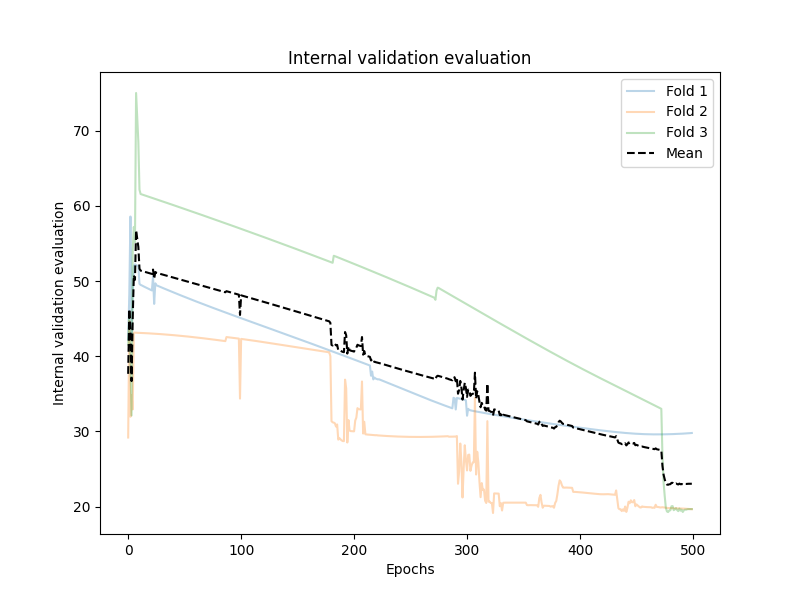 Internal validation evaluation
Fold 1
Fold 2
Fold 3
Mean
Internal validation evaluation
70
60
50
40
30
20
0 100 200 300 400 500
Epochs